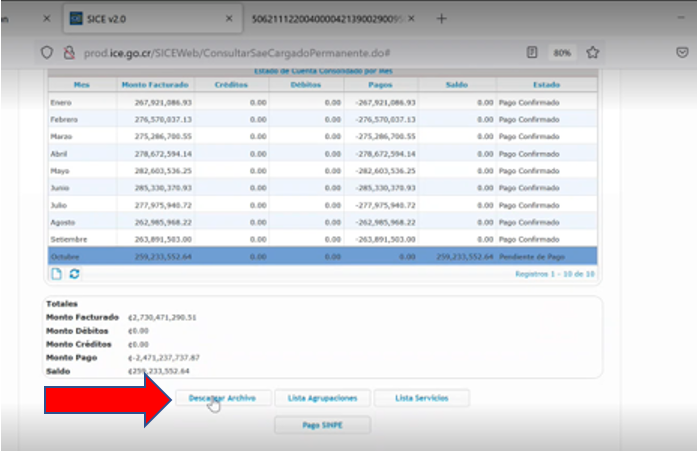 SICE v2.0
prod.ice.go.cr/SICEWeb/ConsultarSaeCargadoPermanente.do#
80%
Estado de Cuenta Consolidado por Mes
Mes Monto Facturado Créditos Débitos Pagos Saldo Estado
Enero 267,921,086.93 0.00 0.00 -267,921,086.93 0.00 Pago Confirmado
Febrero 276,570,037.13 0.00 0.00 -276,570,037.13 0.00 Pago Confirmado
Marzo 275,286,700.55 0.00 0.00 -275,286,700.55 0.00 Pago Confirmado
Abril 278,672,594.14 0.00 0.00 -278,672,594.14 0.00 Pago Confirmado
Mayo 282,603,536.25 0.00 0.00 -282,603,536.25 0.00 Pago Confirmado
Junio 285,330,370.93 0.00 0.00 -285,330,370.93 0.00 Pago Confirmado
Julio 277,975,940.72 0.00 0.00 -277,975,940.72 0.00 Pago Confirmado
Agosto 262,985,968.22 0.00 0.00 -262,985,968.22 0.00 Pago Confirmado
Setiembre 263,891,503.00 0.00 0.00 -263,891,503.00 0.00 Pago Confirmado
Octubre 259,233,552.64 0.00 0.00 0.00 259,233,552.64 Pendiente de Pago
Registros 1 - 10 de 10
Totales
Monto Facturado ¢2,730,471,290.51
Monto Débitos ¢0.00
Monto Créditos ¢0.00
Monto Pago ¢-2,471,237,737.87
Saldo ¢259,233,552.64
Descargar Archivo Lista Agrupaciones Lista Servicios
Pago SINPE